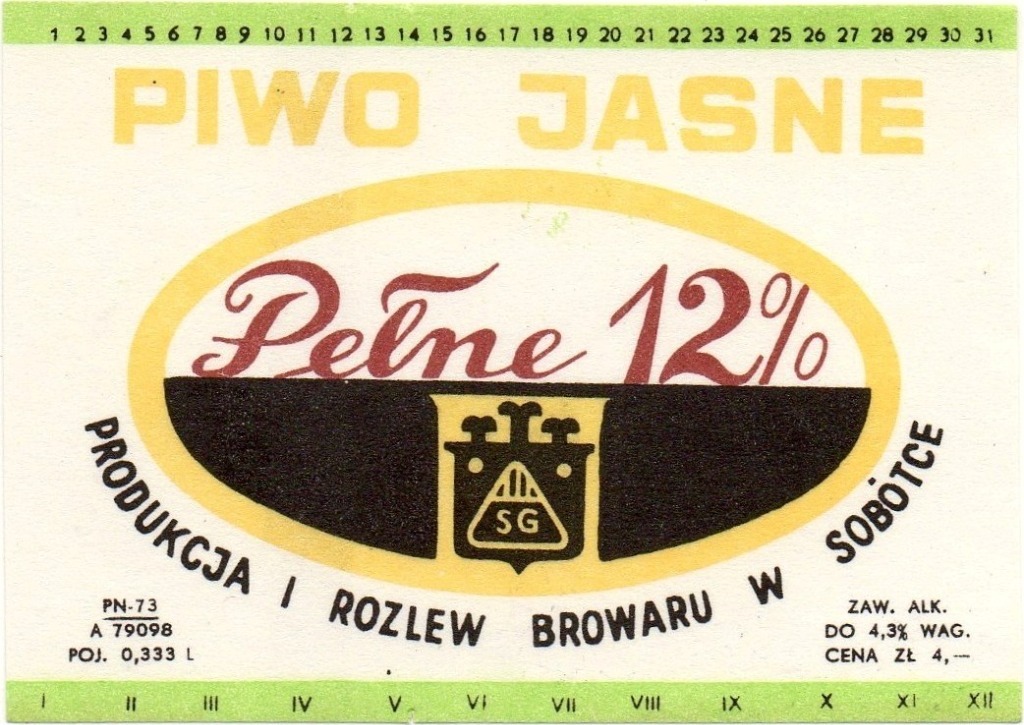 1 2 3 4 5 6 7 8 9 10 11 12 13 14 15 16 17 18 19 20 21 22 23 24 25 26 27 28 29 30 31
PIWO JASNE
Pełne 12%
SG
PRODUKCJA I ROZLEW BROWARU W SOBÓTCE
PN-73
A 79098
POJ. 0,333 L
ZAW. ALK.
DO 4,3% WAG.
CENA ZŁ 4,—
I II III IV V VI VII VIII IX X XI XII